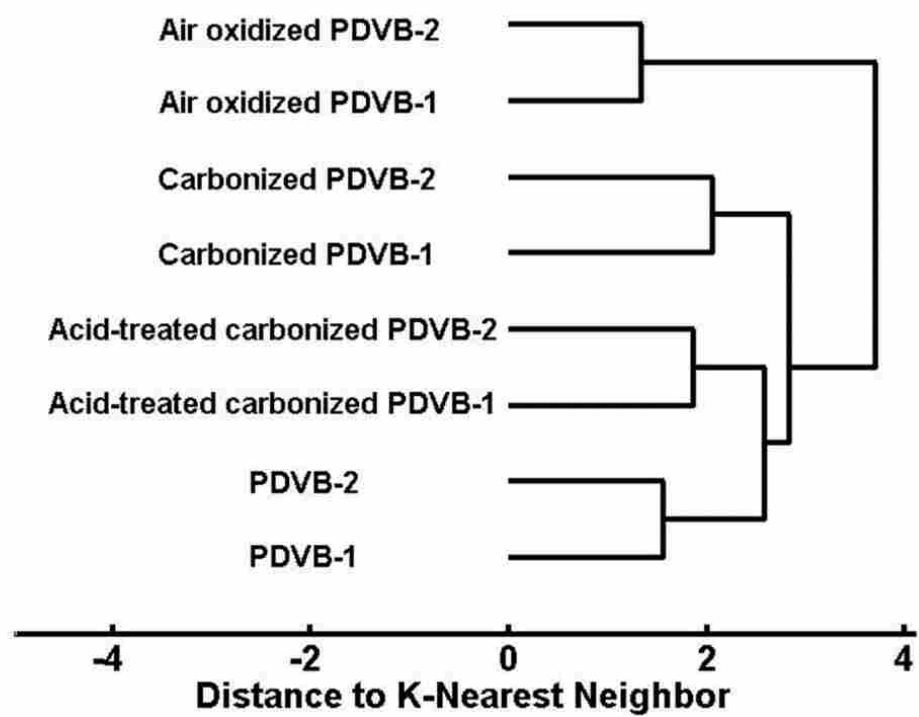 Air oxidized PDVB-2
Air oxidized PDVB-1
Carbonized PDVB-2
Carbonized PDVB-1
Acid-treated carbonized PDVB-2
Acid-treated carbonized PDVB-1
PDVB-2
PDVB-1
-4 -2 0 2 4
Distance to K-Nearest Neighbor